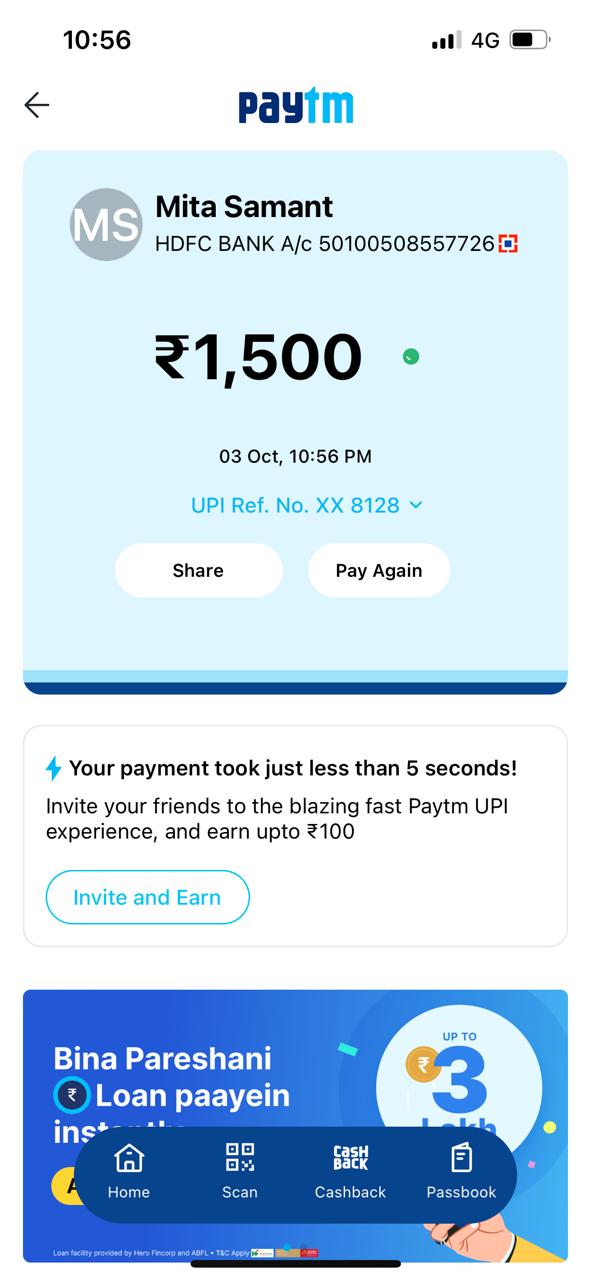 10:56
4G
paytm
MS
Mita Samant
HDFC BANK A/c 50100508557726
₹1,500
03 Oct, 10:56 PM
UPI Ref. No. XX 8128
Share
Pay Again
Your payment took just less than 5 seconds!
Invite your friends to the blazing fast Paytm UPI
experience, and earn upto ₹100
Invite and Earn
Bina Pareshani
₹ Loan paayein
UP TO
₹
3
Lakh
CASH BACK
Home
Scan
Cashback
Passbook
Loan facility provided by Hero Fincorp and ABFL • T&C Apply